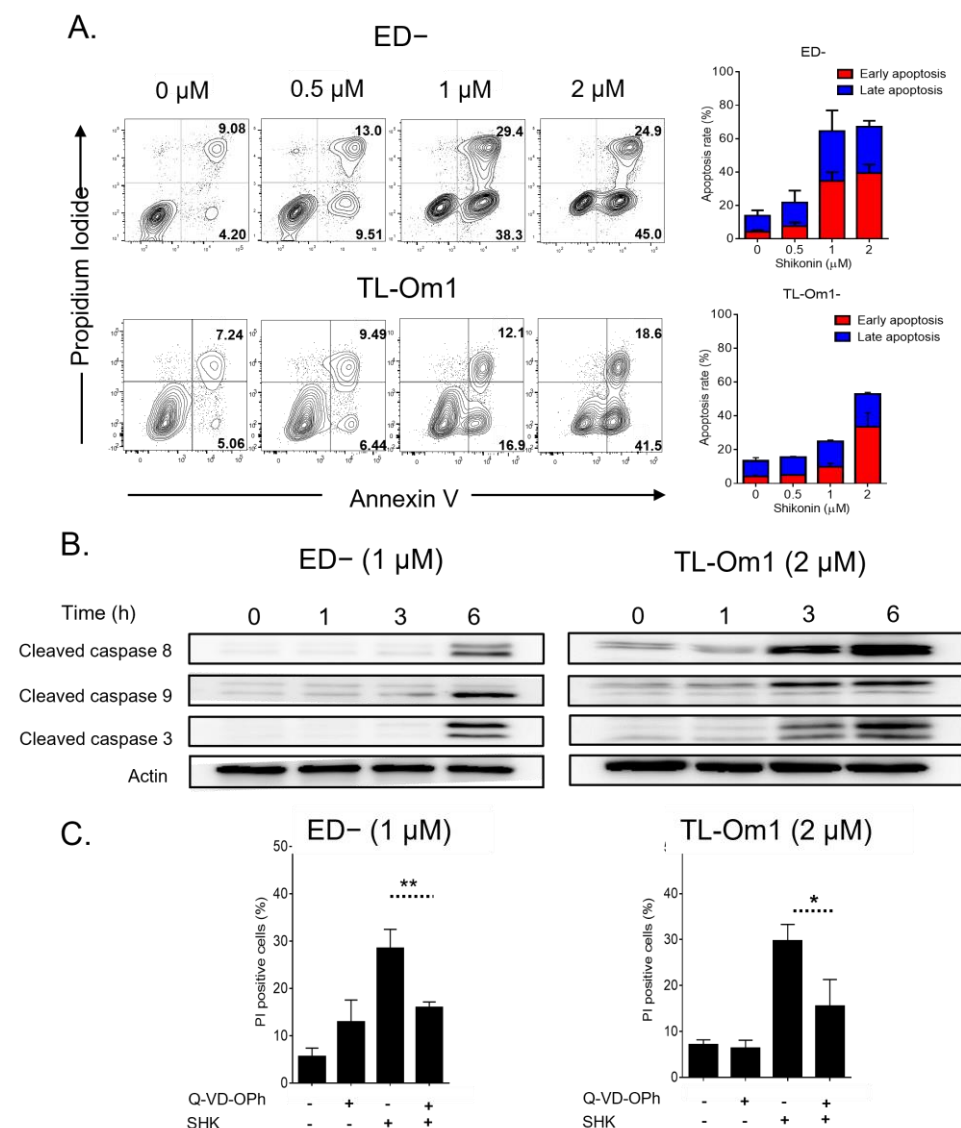 A.
ED−
0 µM 0.5 µM 1 µM 2 µM
9.08 13.0 29.4 24.9
4.20 9.51 38.3 45.0
TL-Om1
7.24 9.49 12.1 18.6
5.06 6.44 16.9 41.5
Propidium Iodide
Annexin V
ED-
Early apoptosis
Late apoptosis
Apoptosis rate (%)
100
80
60
40
20
0
0 0.5 1 2
Shikonin (µM)
TL-Om1-
Early apoptosis
Late apoptosis
Apoptosis rate (%)
100
80
60
40
20
0
0 0.5 1 2
Shikonin (µM)
B.
ED− (1 µM) TL-Om1 (2 µM)
Time (h) 0 1 3 6 0 1 3 6
Cleaved caspase 8
Cleaved caspase 9
Cleaved caspase 3
Actin
C.
ED− (1 µM)
PI positive cells (%)
50
40
30
20
10
0
**
Q-VD-OPh - + - +
SHK - - + +
TL-Om1 (2 µM)
PI positive cells (%)
40
30
20
10
0
*
Q-VD-OPh - + - +
SHK - - + +